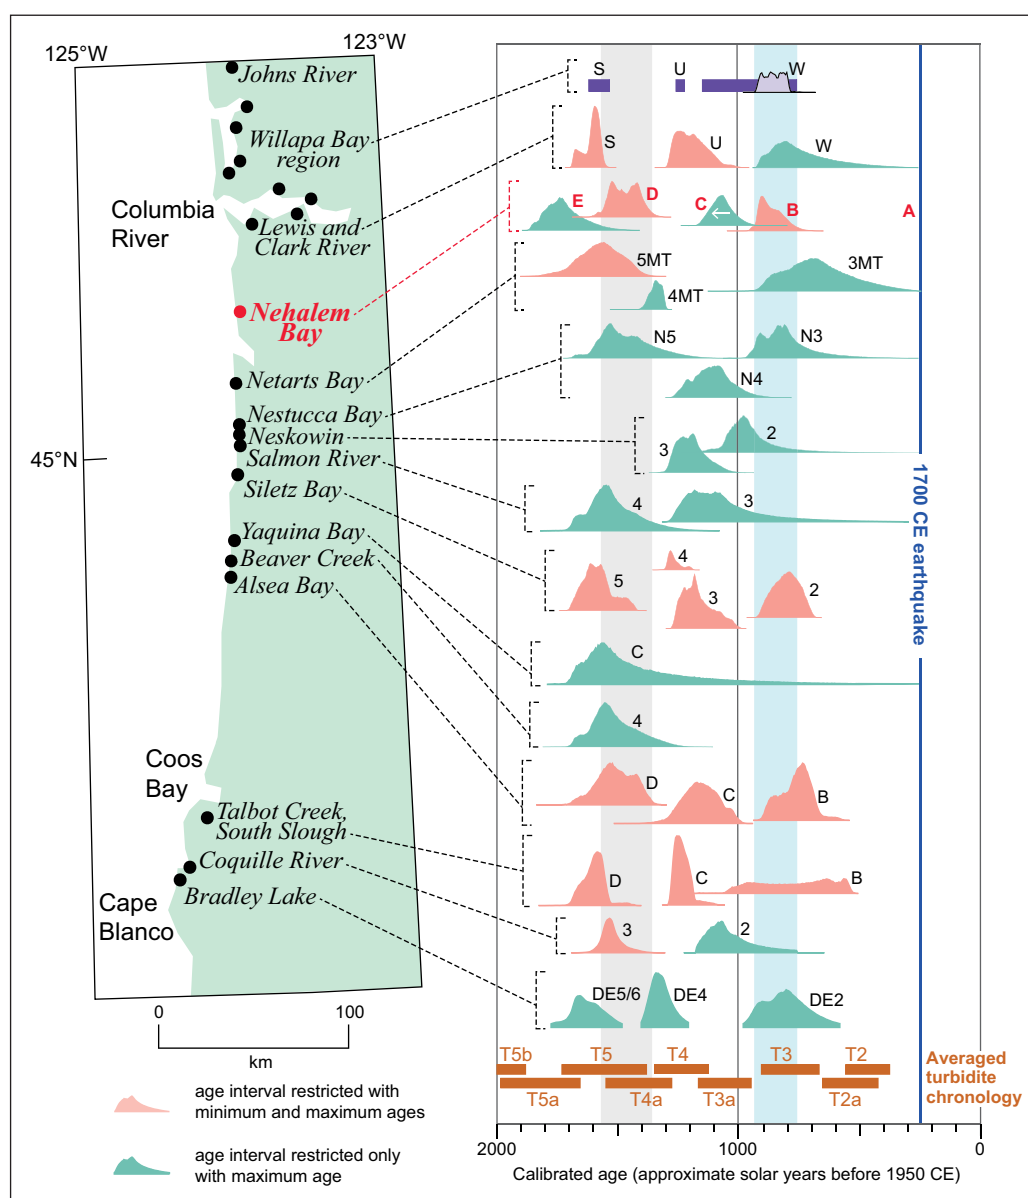 125°W
123°W
Johns River
Willapa Bay
region
Columbia
River
Lewis and
Clark River
Nehalem
Bay
Netarts Bay
Nestucca Bay
Neskowin
45°N
Salmon River
Siletz Bay
Yaquina Bay
Beaver Creek
Alsea Bay
Coos
Bay
Talbot Creek,
South Slough
Coquille River
Bradley Lake
Cape
Blanco
0
100
km
age interval restricted with
minimum and maximum ages
age interval restricted only
with maximum age
S
U
W
S
U
W
E
D
C
B
A
5MT
4MT
3MT
N5
N3
N4
3
2
4
3
5
4
3
2
C
4
D
C
B
D
C
B
3
2
DE5/6
DE4
DE2
1700 CE earthquake
T5b
T5
T4
T3
T2
T5a
T4a
T3a
T2a
Averaged
turbidite
chronology
2000
1000
0
Calibrated age (approximate solar years before 1950 CE)